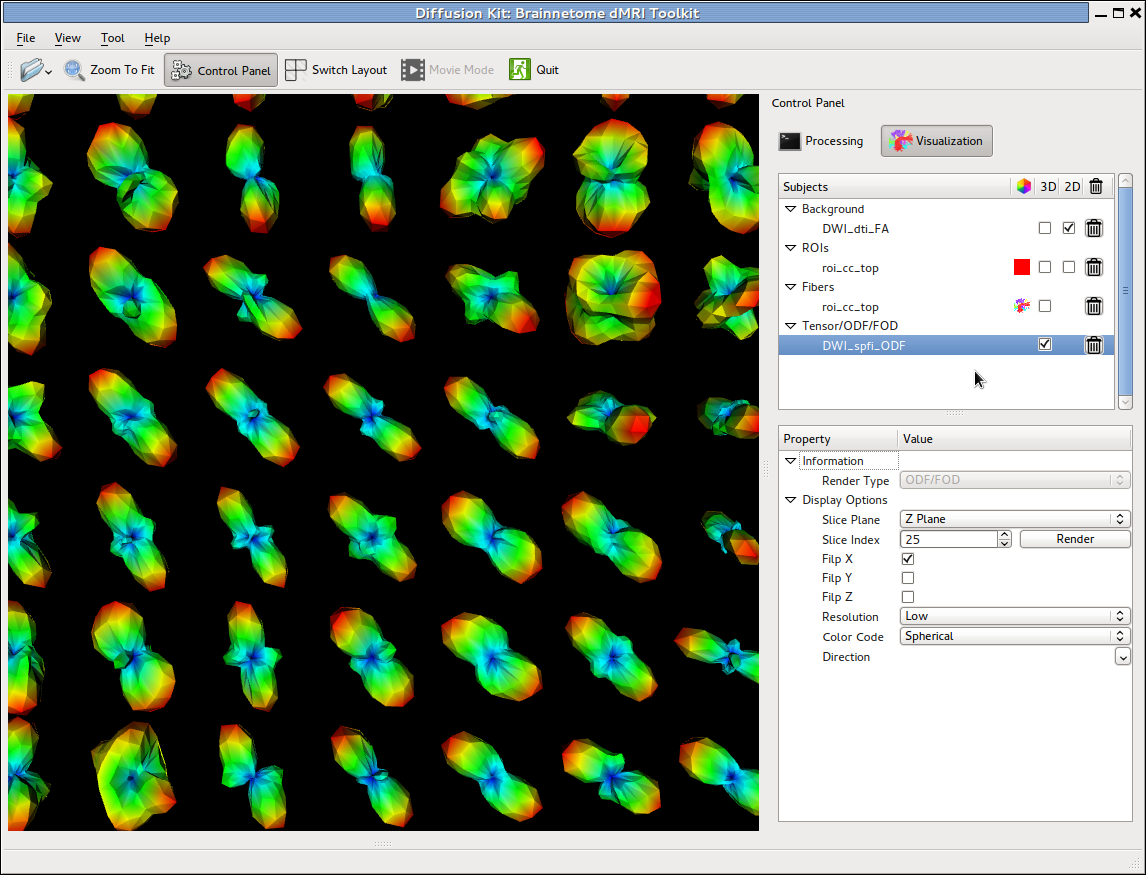 Diffusion Kit: Brainnetome dMRI Toolkit
File View Tool Help
Zoom To Fit Control Panel Switch Layout Movie Mode Quit
Control Panel
Processing Visualization
Subjects 3D 2D
Background
DWI_dti_FA
ROIs
roi_cc_top
Fibers
roi_cc_top
Tensor/ODF/FOD
DWI_spfi_ODF
Property Value
Information
Render Type ODF/FOD
Display Options
Slice Plane Z Plane
Slice Index 25 Render
Filp X
Filp Y
Filp Z
Resolution Low
Color Code Spherical
Direction